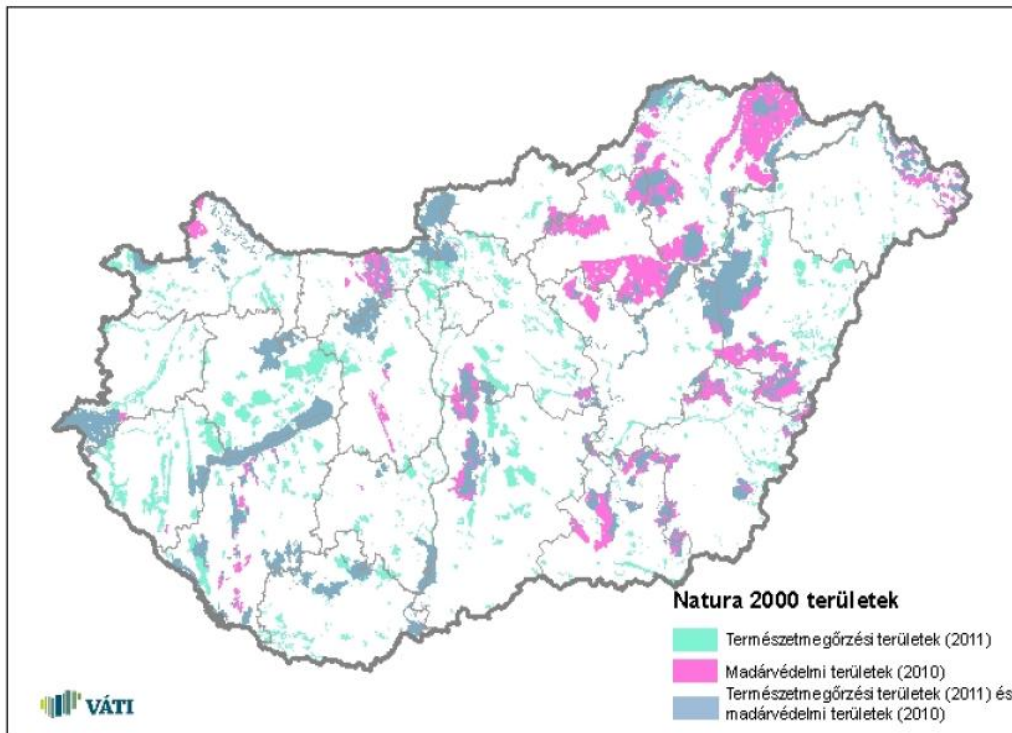 Natura 2000 területek
Természetmegőrzési területek (2011)
Madárvédelmi területek (2010)
Természetmegőrzési területek (2011) és
madárvédelmi területek (2010)
VÁTI